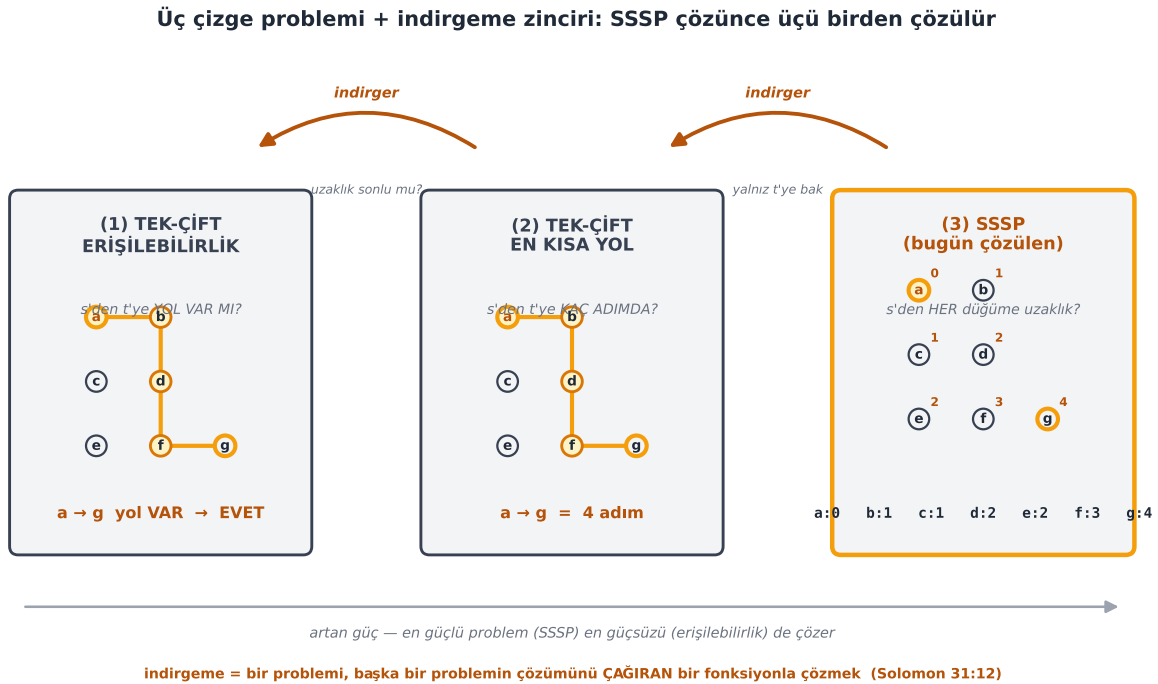 Üç çizge problemi + indirgeme zinciri: SSSP çözünce üçü birden çözülür
indirger
indirger
uzaklık sonlu mu?
yalnız t'ye bak
(1) TEK-ÇİFT
ERİŞİLEBİLİRLİK
s'den t'ye YOL VAR MI?
a b
c d
e f g
a → g yol VAR → EVET
(2) TEK-ÇİFT
EN KISA YOL
s'den t'ye KAÇ ADIMDA?
a b
c d
e f g
a → g = 4 adım
(3) SSSP
(bugün çözülen)
0 1
a b
s'den HER düğüme uzaklık?
1 2
c d
2 3 4
e f g
a:0 b:1 c:1 d:2 e:2 f:3 g:4
artan güç — en güçlü problem (SSSP) en güçsüzü (erişilebilirlik) de çözer
indirgeme = bir problemi, başka bir problemin çözümünü ÇAĞIRAN bir fonksiyonla çözmek (Solomon 31:12)